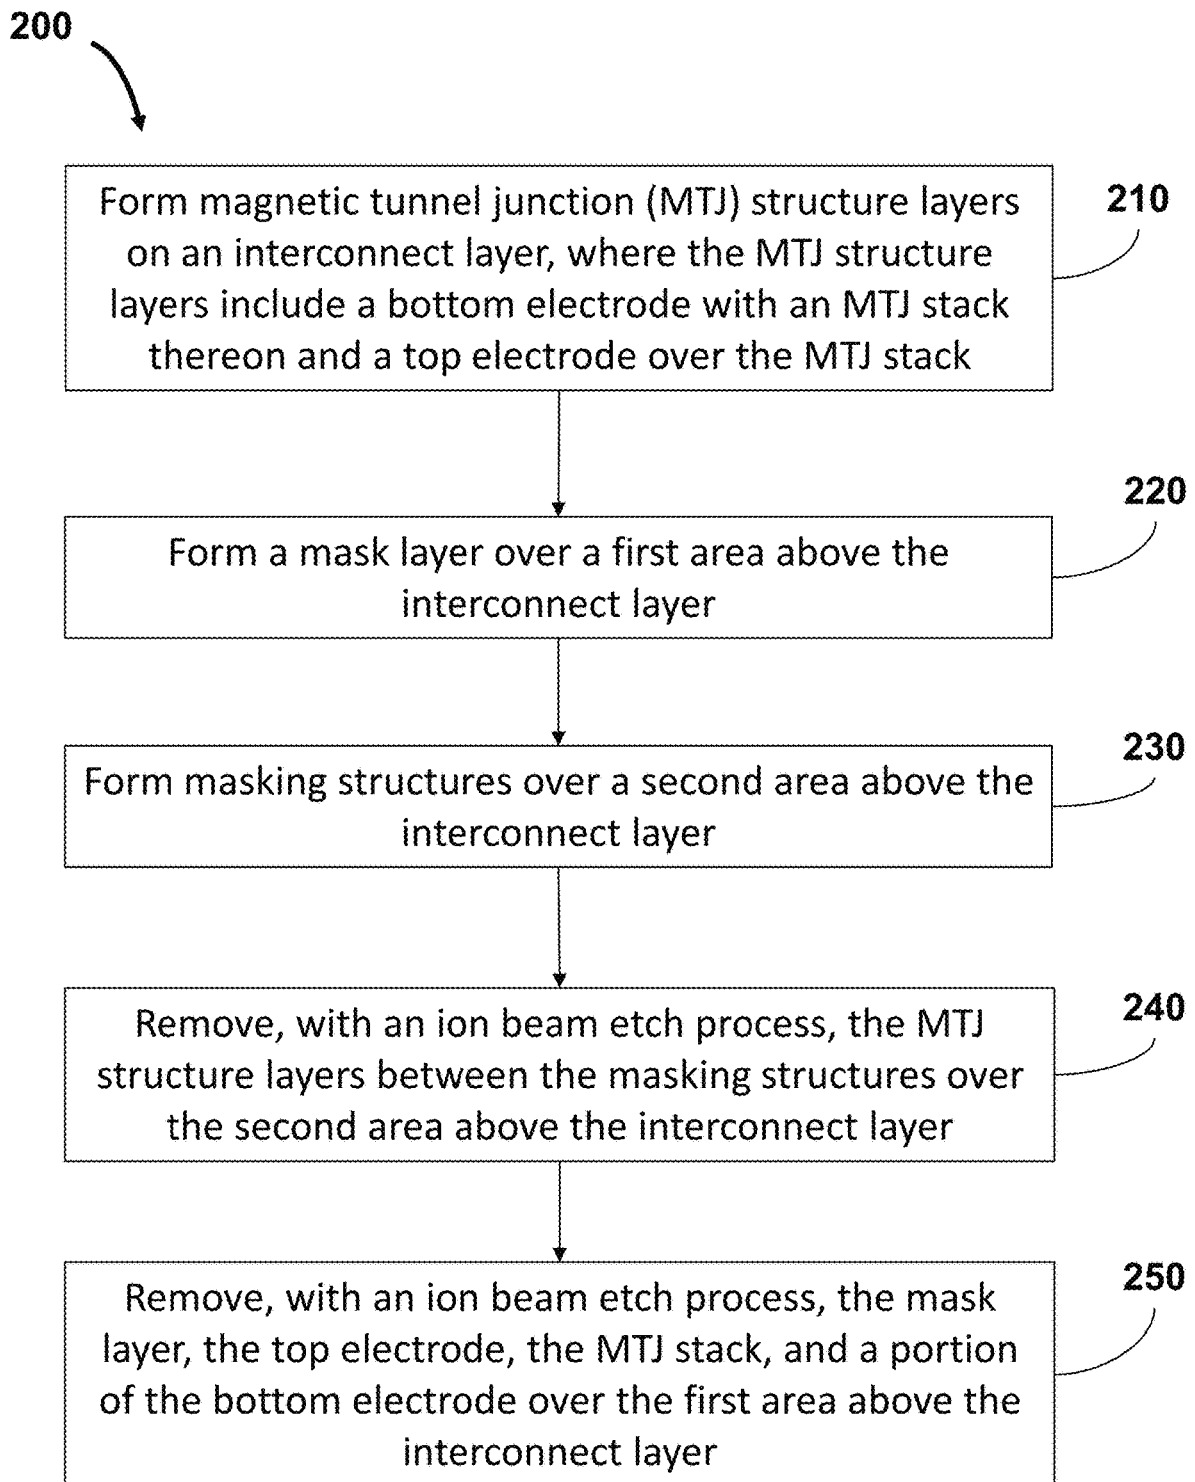 200
Form magnetic tunnel junction (MTJ) structure layers
on an interconnect layer, where the MTJ structure
layers include a bottom electrode with an MTJ stack
thereon and a top electrode over the MTJ stack
210
Form a mask layer over a first area above the
interconnect layer
220
Form masking structures over a second area above the
interconnect layer
230
Remove, with an ion beam etch process, the MTJ
structure layers between the masking structures over
the second area above the interconnect layer
240
Remove, with an ion beam etch process, the mask
layer, the top electrode, the MTJ stack, and a portion
of the bottom electrode over the first area above the
interconnect layer
250